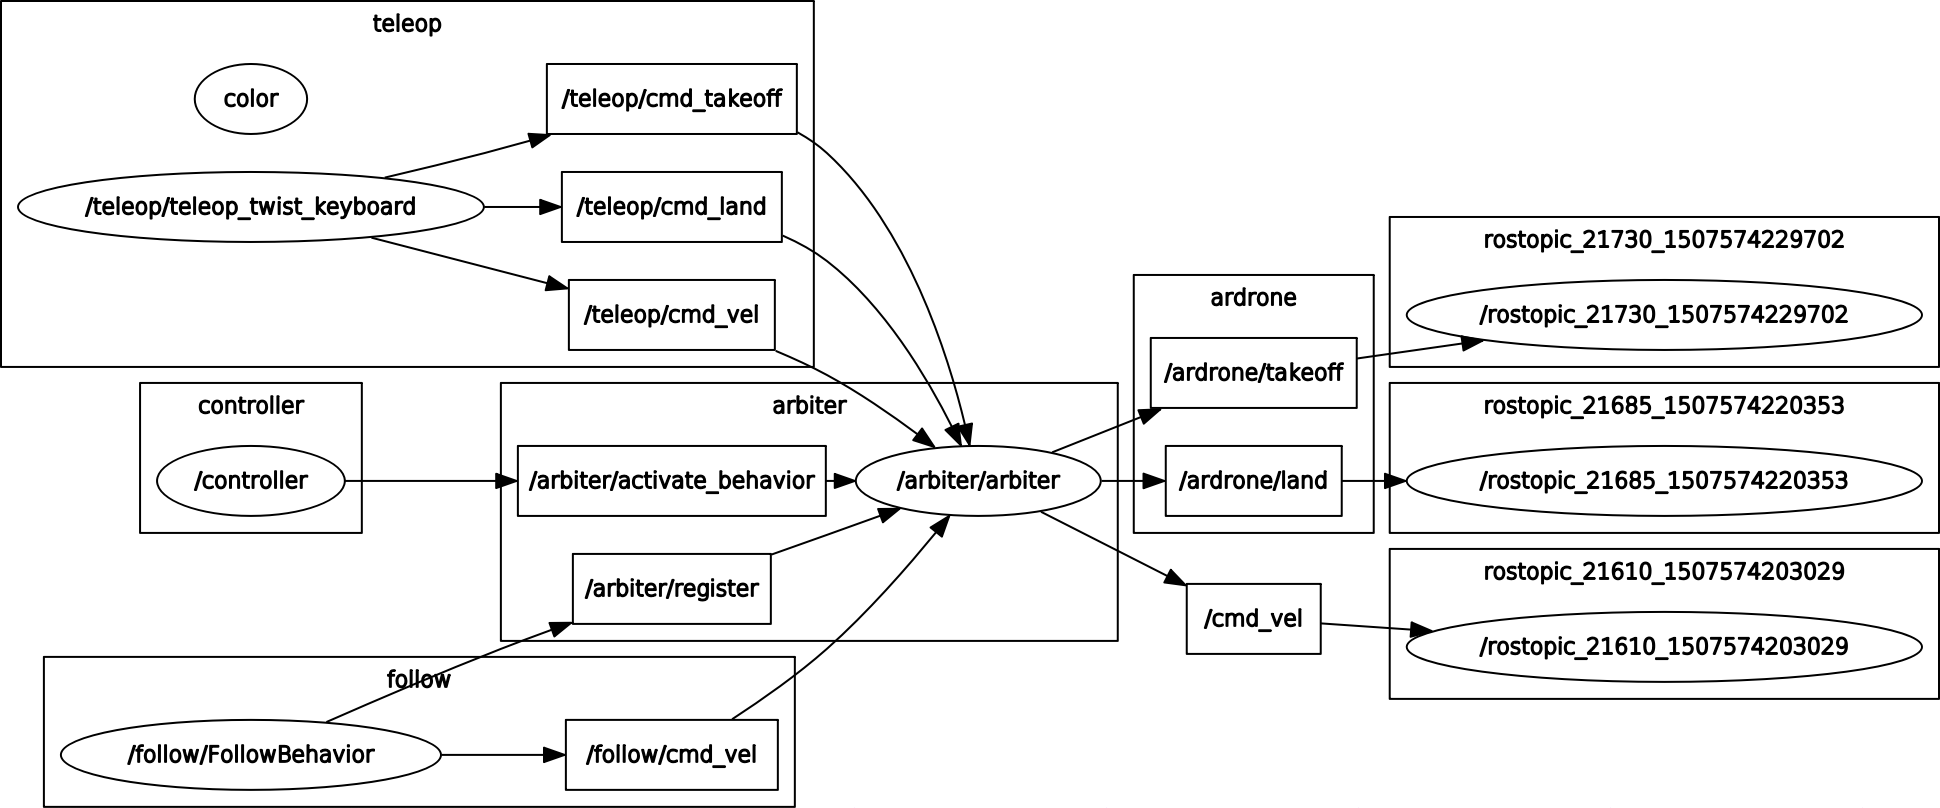 teleop
color
/teleop/cmd_takeoff
/teleop/teleop_twist_keyboard
/teleop/cmd_land
/teleop/cmd_vel
controller
/controller
arbiter
/arbiter/activate_behavior
/arbiter/arbiter
/arbiter/register
follow
/follow/FollowBehavior
/follow/cmd_vel
ardrone
/ardrone/takeoff
/ardrone/land
/cmd_vel
rostopic_21730_1507574229702
/rostopic_21730_1507574229702
rostopic_21685_1507574220353
/rostopic_21685_1507574220353
rostopic_21610_1507574203029
/rostopic_21610_1507574203029